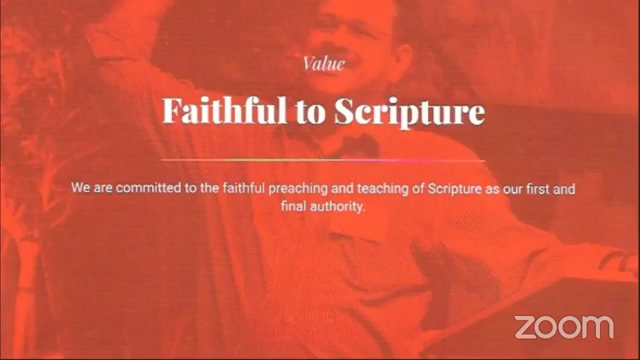 Value
Faithful to Scripture
We are committed to the faithful preaching and teaching of Scripture as our first and
final authority.
zoom